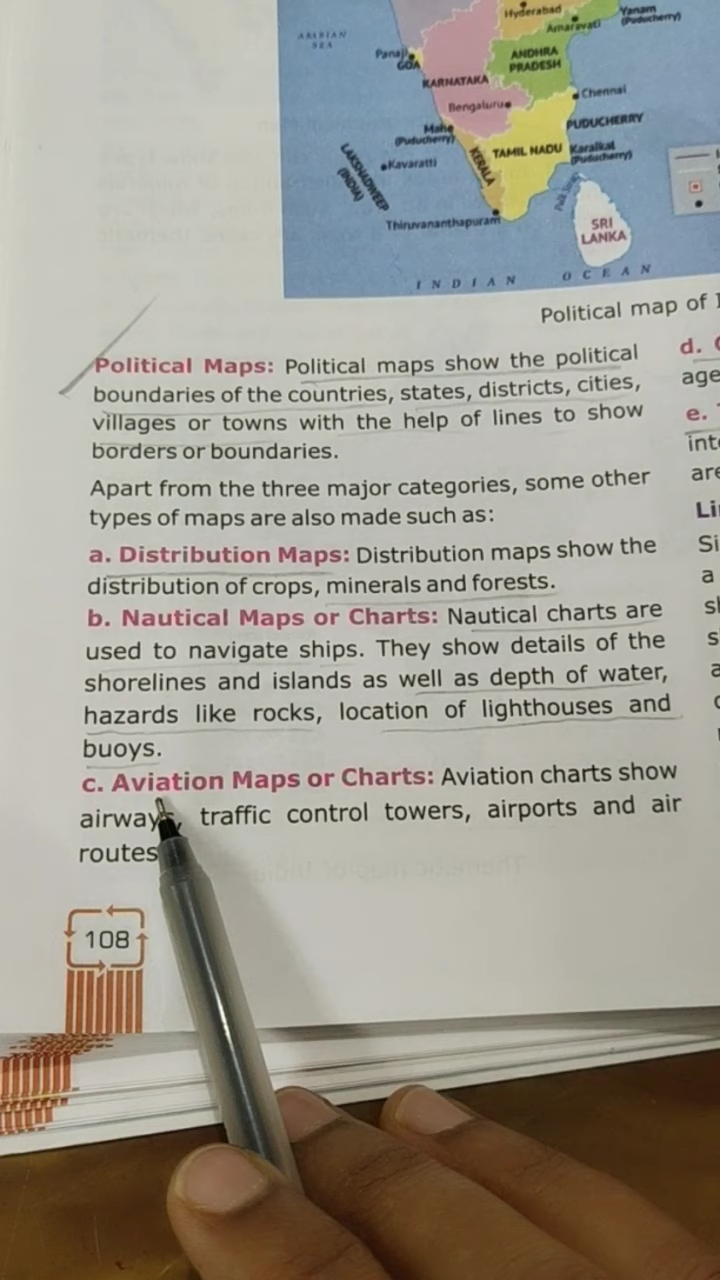 Hyderabad
Yanam
(Puducherry)
Amaravati
ARABIAN
SEA
Panaji
GOA
ANDHRA
PRADESH
KARNATAKA
Chennai
Bengaluru
PUDUCHERRY
Mahe
(Puducherry)
TAMIL NADU
Karaikal
(Puducherry)
KERALA
Kavaratti
LAKSHADWEEP
(INDIA)
Thiruvananthapuram
SRI
LANKA
INDIAN OCEAN
Political map of
Political Maps: Political maps show the political
boundaries of the countries, states, districts, cities,
villages or towns with the help of lines to show
borders or boundaries.
Apart from the three major categories, some other
types of maps are also made such as:
a. Distribution Maps: Distribution maps show the
distribution of crops, minerals and forests.
b. Nautical Maps or Charts: Nautical charts are
used to navigate ships. They show details of the
shorelines and islands as well as depth of water,
hazards like rocks, location of lighthouses and
buoys.
c. Aviation Maps or Charts: Aviation charts show
airways, traffic control towers, airports and air
routes
108
d.
age
e.
are
Si
a